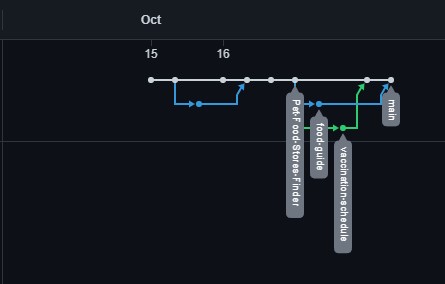 Oct
15
16
Pet-Food-Stores-Finder
food-guide
vaccination-schedule
main